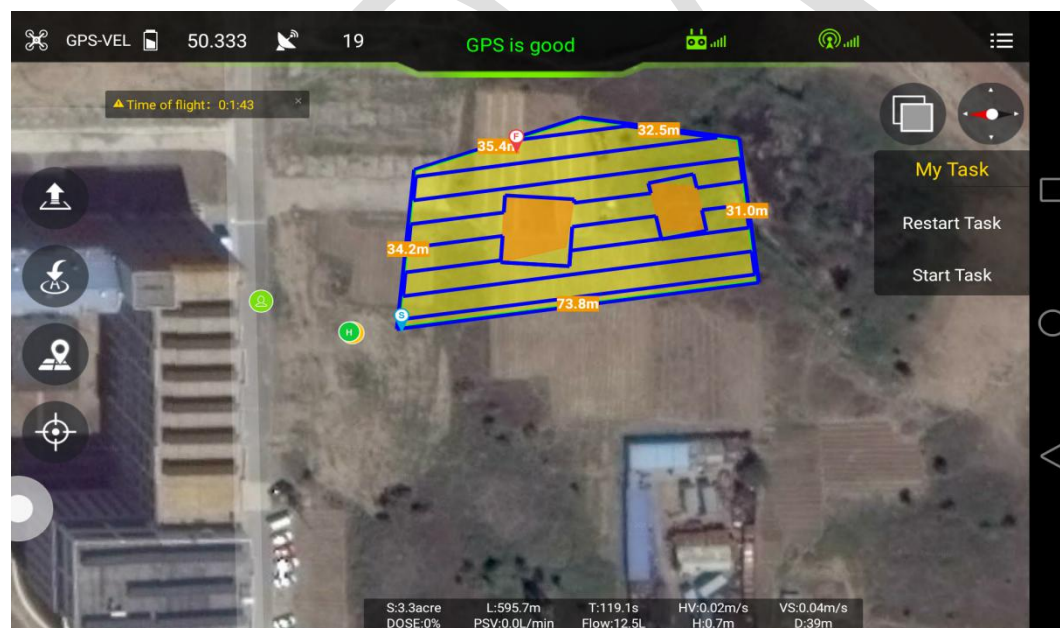 GPS-VEL 50.333 19 GPS is good
Time of flight: 0:1:43 ×
35.4m
F
32.5m
31.0m
34.2m
73.8m
S
H
My Task
Restart Task
Start Task
S:3.3acre L:595.7m T:119.1s HV:0.02m/s VS:0.04m/s
DOSE:0% PSV:0.0L/min Flow:12.5L H:0.7m D:39m